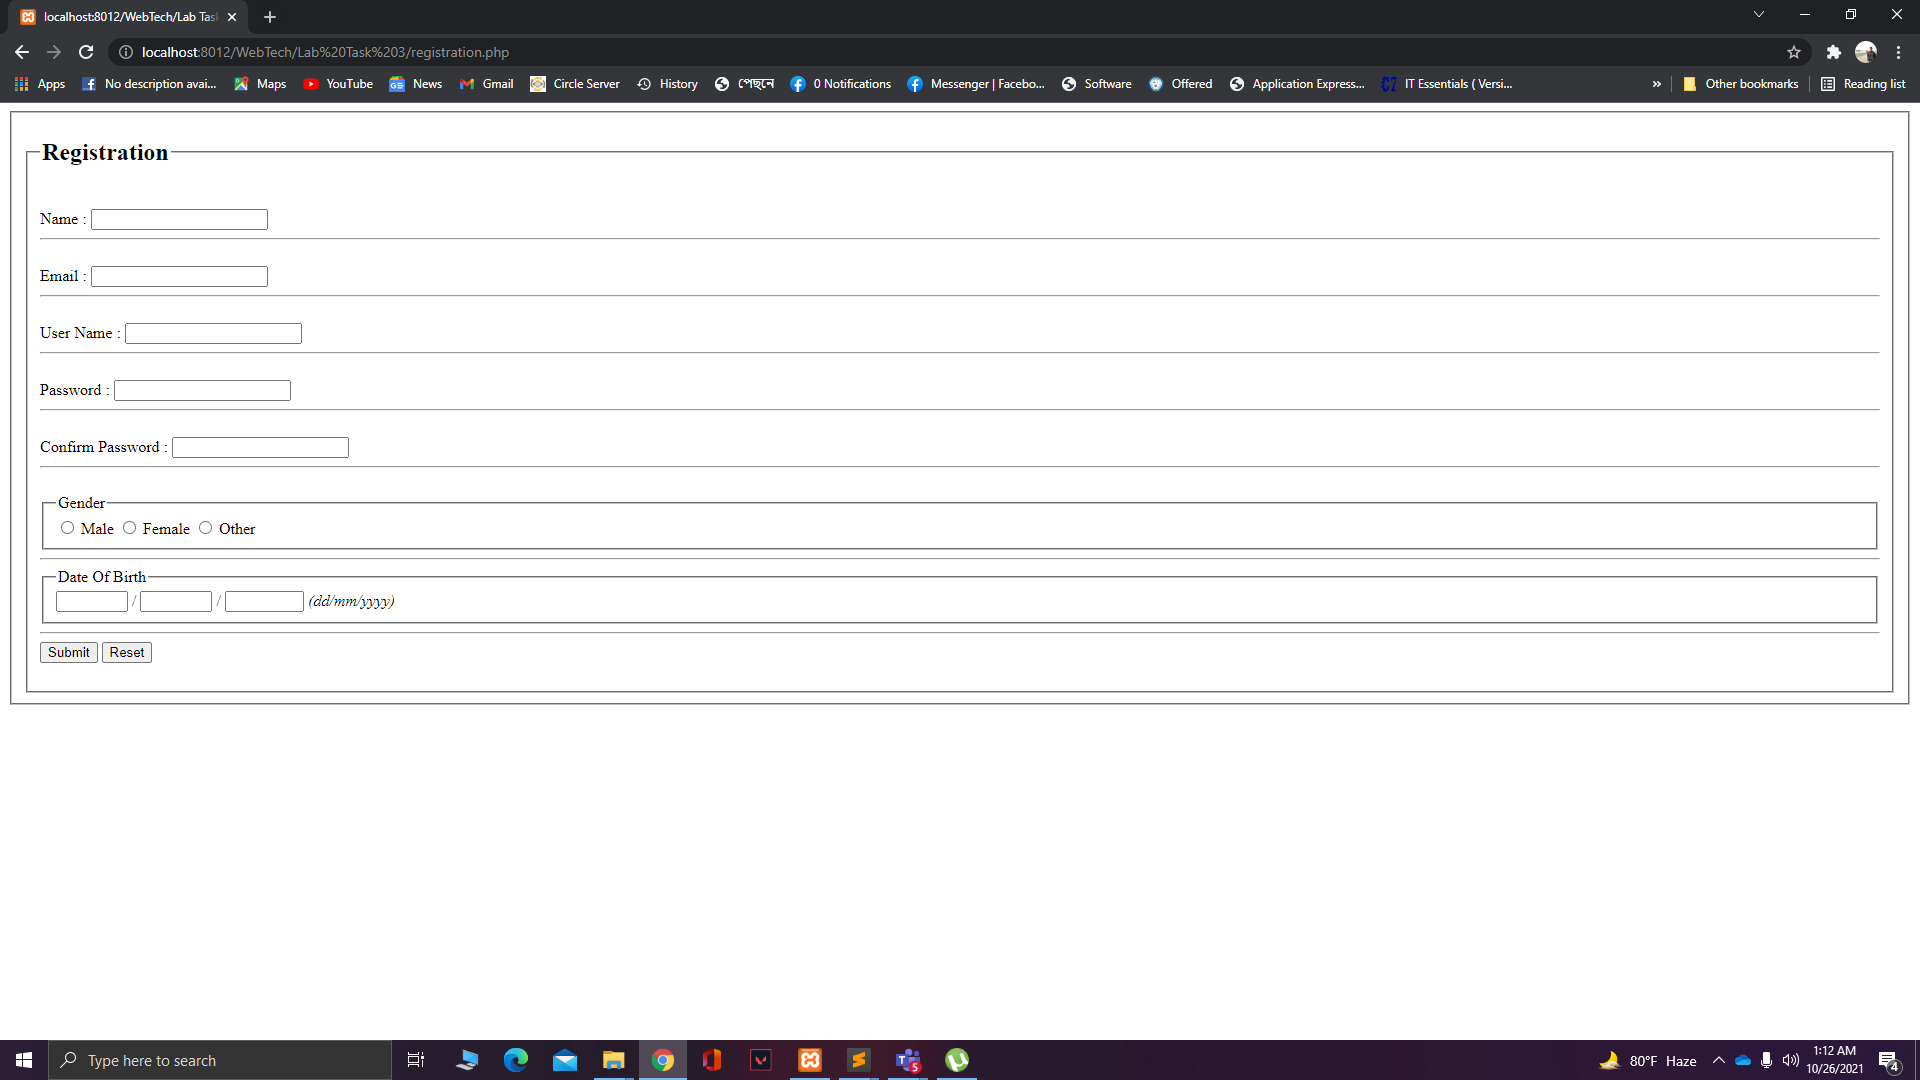 localhost:8012/WebTech/Lab Tas
localhost:8012/WebTech/Lab%20Task%203/registration.php
Apps No description avai... Maps YouTube News Gmail Circle Server History পেছনে 0 Notifications Messenger | Facebo... Software Offered Application Express... IT Essentials ( Versi... » Other bookmarks Reading list
Registration
Name :
Email :
User Name :
Password :
Confirm Password :
Gender
Male Female Other
Date Of Birth
/ / (dd/mm/yyyy)
Submit Reset
Type here to search
5
80°F Haze
1:12 AM
10/26/2021
4